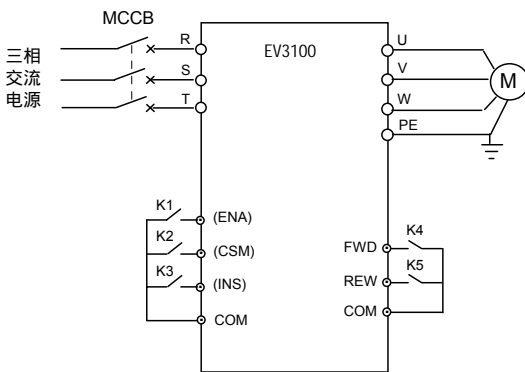 MCCB
三相
交流
电源
R
S
T
EV3100
U
V
W
PE
M
K1
(ENA)
K2
(CSM)
K3
(INS)
COM
FWD
K4
REW
K5
COM